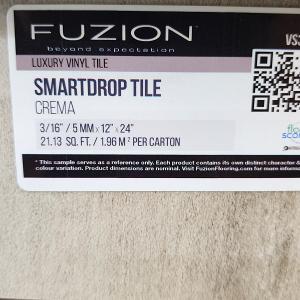 FUZION
beyond expectation
VS3
LUXURY VINYL TILE
SMARTDROP TILE
CREMA
3/16" / 5 MM x 12" x 24"
21.13 SQ. FT. / 1.96 M² PER CARTON
* This sample serves as a reference only. Each product contains its own distinct character &
colour variation. Product dimensions are nominal. Visit FuzionFlooring.com for more